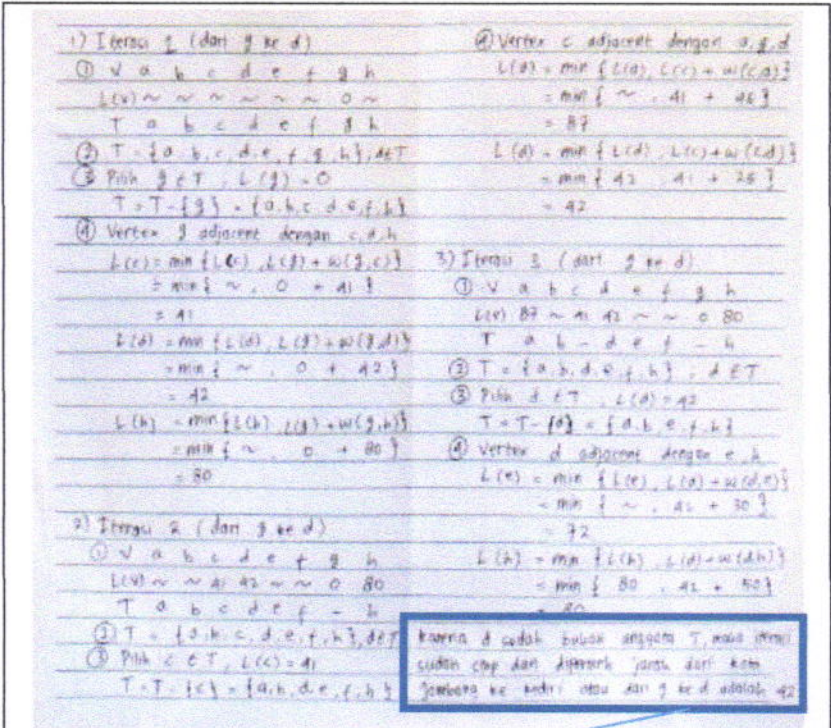 1) Iterasi 1 (dari g ke d)
① V a b c d e f g h
L(v) ~ ~ ~ ~ ~ ~ 0 ~
T a b c d e f g h
② T = {a, b, c, d, e, f, g, h}, d∈T
③ Pilih g ∈ T, L(g) = 0
T = T - {g} = {a, b, c, d, e, f, h}
④ Vertex g adjacent dengan c, d, h
L(c) = min {L(c), L(g) + w(g,c)}
= min { ~, 0 + 41 }
= 41
L(d) = min {L(d), L(g) + w(g,d)}
= min { ~, 0 + 42 }
= 42
L(h) = min {L(h), L(g) + w(g,h)}
= min { ~, 0 + 80 }
= 80
2) Iterasi 2 (dari g ke d)
① V a b c d e f g h
L(v) ~ ~ 41 42 ~ ~ 0 80
T a b c d e f - h
② T = {a, b, c, d, e, f, h}, d∈T
③ Pilih c ∈ T, L(c) = 41
T = T - {c} = {a, b, d, e, f, h}
④ Vertex c adjacent dengan a, g, d
L(a) = min {L(a), L(c) + w(c,a)}
= min { ~, 41 + 46 }
= 87
L(d) = min {L(d), L(c) + w(c,d)}
= min { 42, 41 + }
= 42
3) Iterasi 3 (dari g ke d)
① V a b c d e f g h
L(v) 87 ~ 41 42 ~ ~ 0 80
T a b - d e f - h
② T = {a, b, d, e, f, h}, d ∈ T
③ Pilih d ∈ T, L(d) = 42
T = T - {d} = {a, b, e, f, h}
④ Vertex d adjacent dengan e, h
L(e) = min {L(e), L(d) + w(d,e)}
= min { ~, 42 + 30 }
= 72
L(h) = min {L(h), L(d) + w(d,h)}
= min { 80, 42 + 50 }
= 80
Karena d sudah bukan anggota T, maka iterasi
sudah stop dan diperoleh jarak dari kota
Jombang ke Kediri atau dari g ke d adalah 42